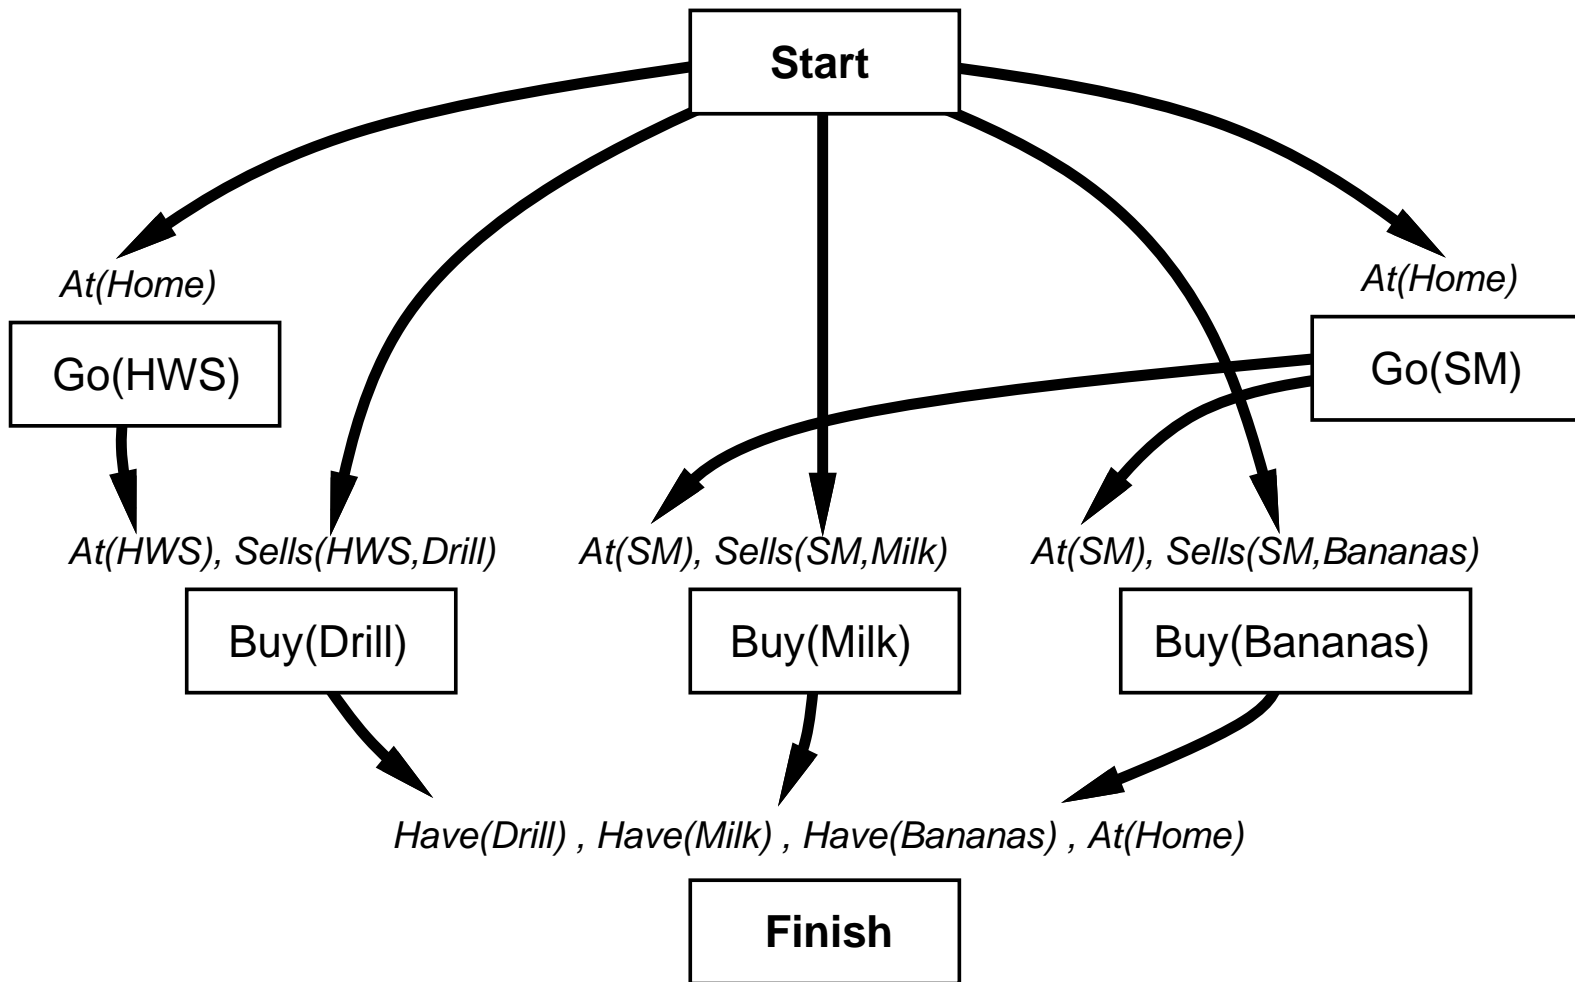 Start
At(Home)
At(Home)
Go(HWS)
Go(SM)
At(HWS), Sells(HWS,Drill)
At(SM), Sells(SM,Milk)
At(SM), Sells(SM,Bananas)
Buy(Drill)
Buy(Milk)
Buy(Bananas)
Have(Drill) , Have(Milk) , Have(Bananas) , At(Home)
Finish